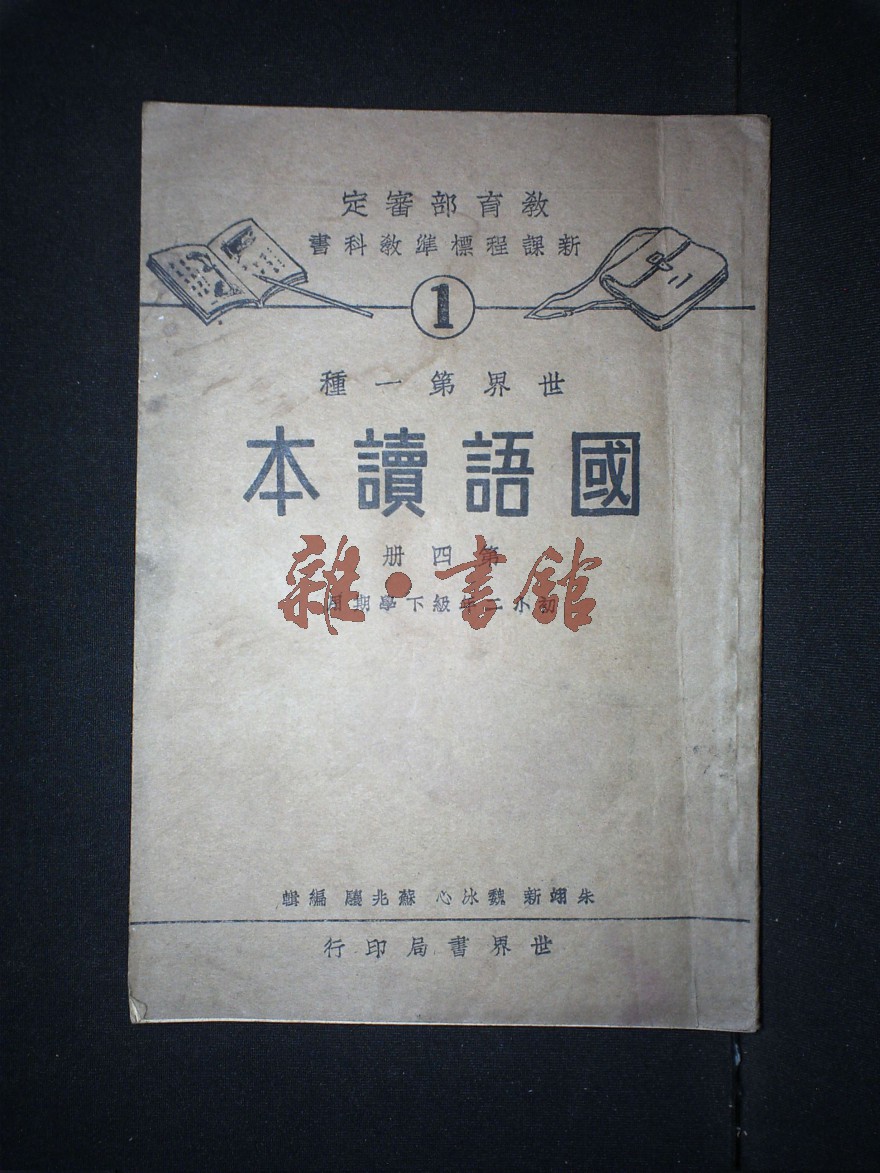 教育部審定
新課程標準教科書
1
世界第一種
國語讀本
第四册
初小二年級下學期用
雜·書舘
朱翊新 魏冰心 蘇兆驤 編輯
世界書局印行